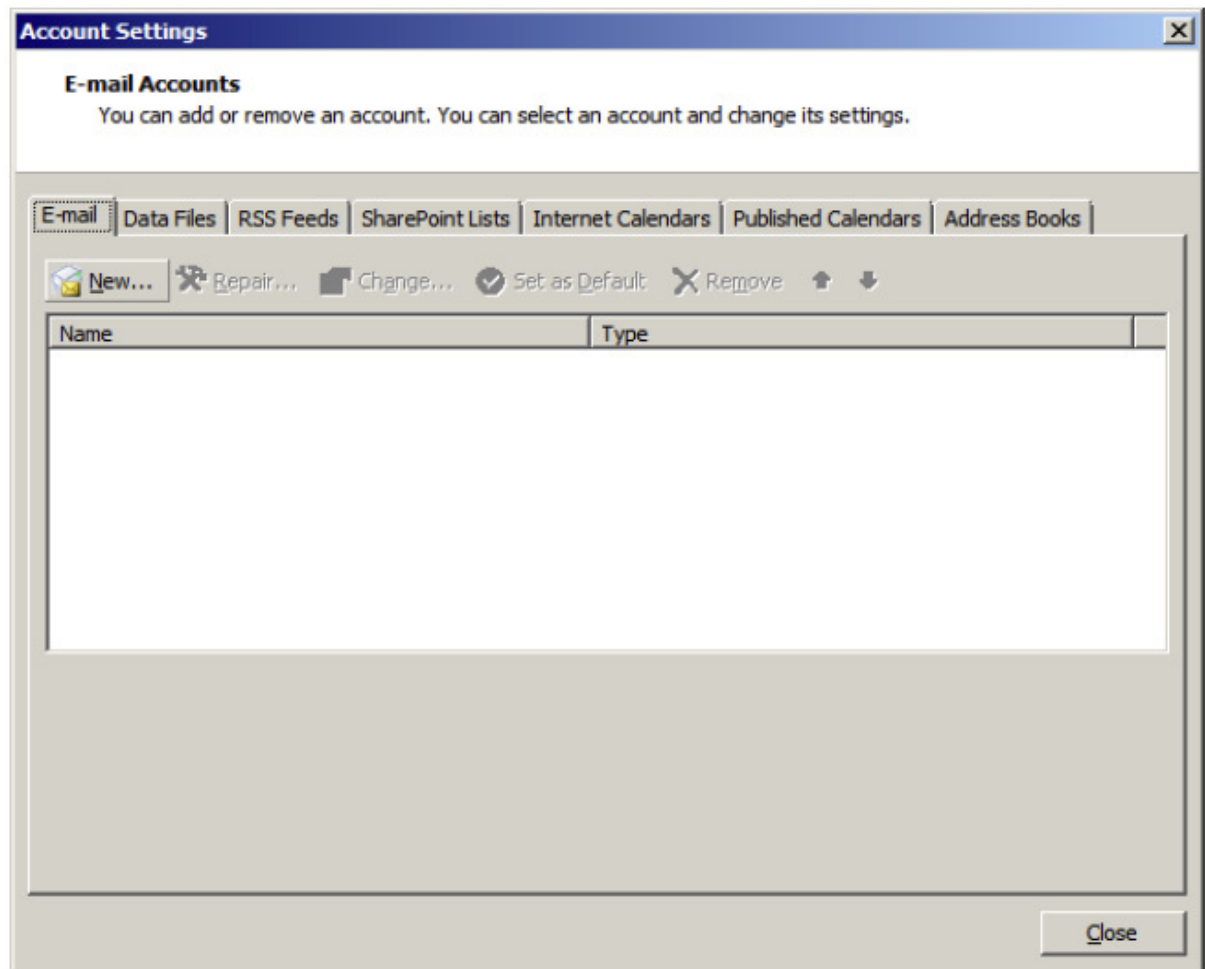 Account Settings
E-mail Accounts
You can add or remove an account. You can select an account and change its settings.
E-mail Data Files RSS Feeds SharePoint Lists Internet Calendars Published Calendars Address Books
New... Repair... Change... Set as Default Remove
Name Type
Close